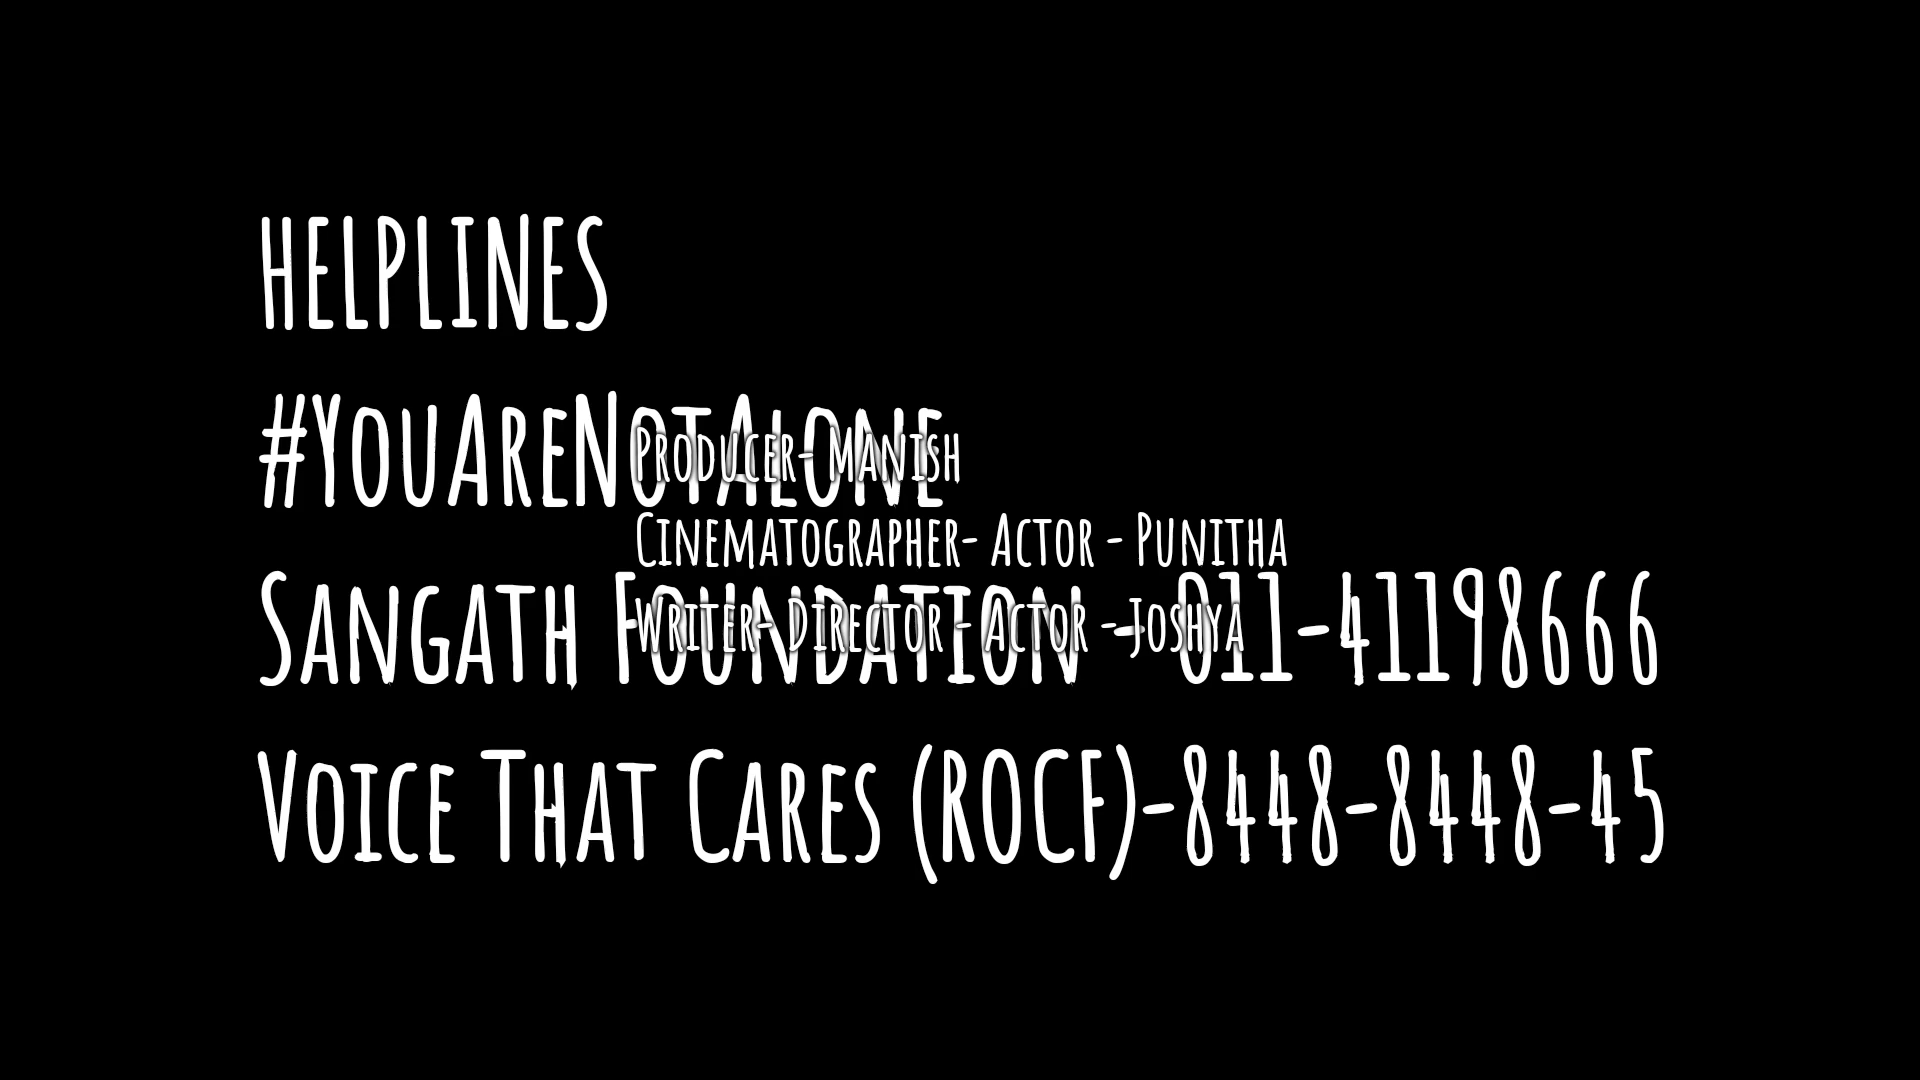 HELPLINES
#YouAreNotAlone
Producer- Manish
Cinematographer- Actor - Punitha
Sangath Foundation -011-41198666
Writer- Director - Actor -Joshya
Voice That Cares (ROCF)-8448-8448-45